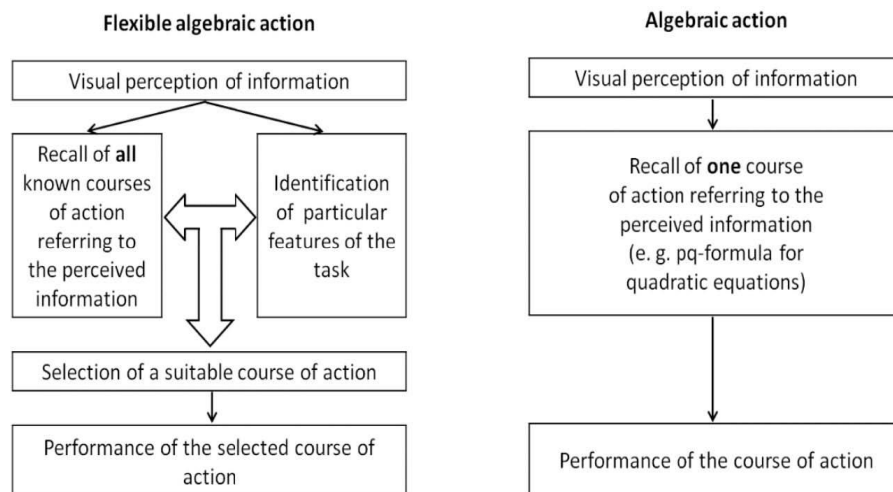 Flexible algebraic action
Visual perception of information
Recall of all
known courses
of action
referring to
the perceived
information
Identification
of particular
features of the
task
Selection of a suitable course of action
Performance of the selected course of
action
Algebraic action
Visual perception of information
Recall of one course
of action referring to the
perceived information
(e. g. pq-formula for
quadratic equations)
Performance of the course of action